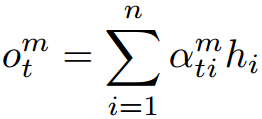 $o_t^m = \sum_{i=1}^{n} \alpha_{ti}^m h_i$